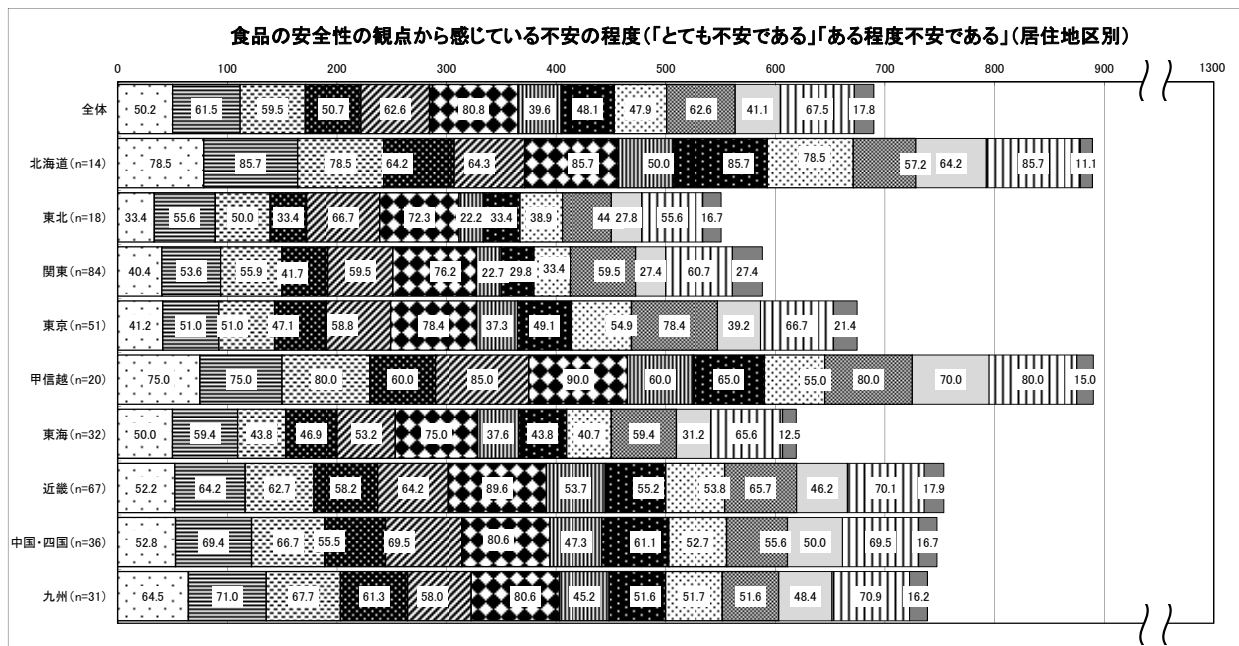 食品の安全性の観点から感じている不安の程度(「とても不安である」「ある程度不安である」(居住地区別)
0 100 200 300 400 500 600 700 800 900 1300
全体 50.2 61.5 59.5 50.7 62.6 80.8 39.6 48.1 47.9 62.6 41.1 67.5 17.8
北海道(n=14) 78.5 85.7 78.5 64.2 64.3 85.7 50.0 85.7 78.5 57.2 64.2 85.7 11.1
東北(n=18) 33.4 55.6 50.0 33.4 66.7 72.3 22.2 33.4 38.9 44 27.8 55.6 16.7
関東(n=84) 40.4 53.6 55.9 41.7 59.5 76.2 22.7 29.8 33.4 59.5 27.4 60.7 27.4
東京(n=51) 41.2 51.0 51.0 47.1 58.8 78.4 37.3 49.1 54.9 78.4 39.2 66.7 21.4
甲信越(n=20) 75.0 75.0 80.0 60.0 85.0 90.0 60.0 65.0 55.0 80.0 70.0 80.0 15.0
東海(n=32) 50.0 59.4 43.8 46.9 53.2 75.0 37.6 43.8 40.7 59.4 31.2 65.6 12.5
近畿(n=67) 52.2 64.2 62.7 58.2 64.2 89.6 53.7 55.2 53.8 65.7 46.2 70.1 17.9
中国・四国(n=36) 52.8 69.4 66.7 55.5 69.5 80.6 47.3 61.1 52.7 55.6 50.0 69.5 16.7
九州(n=31) 64.5 71.0 67.7 61.3 58.0 80.6 45.2 51.6 51.7 51.6 48.4 70.9 16.2